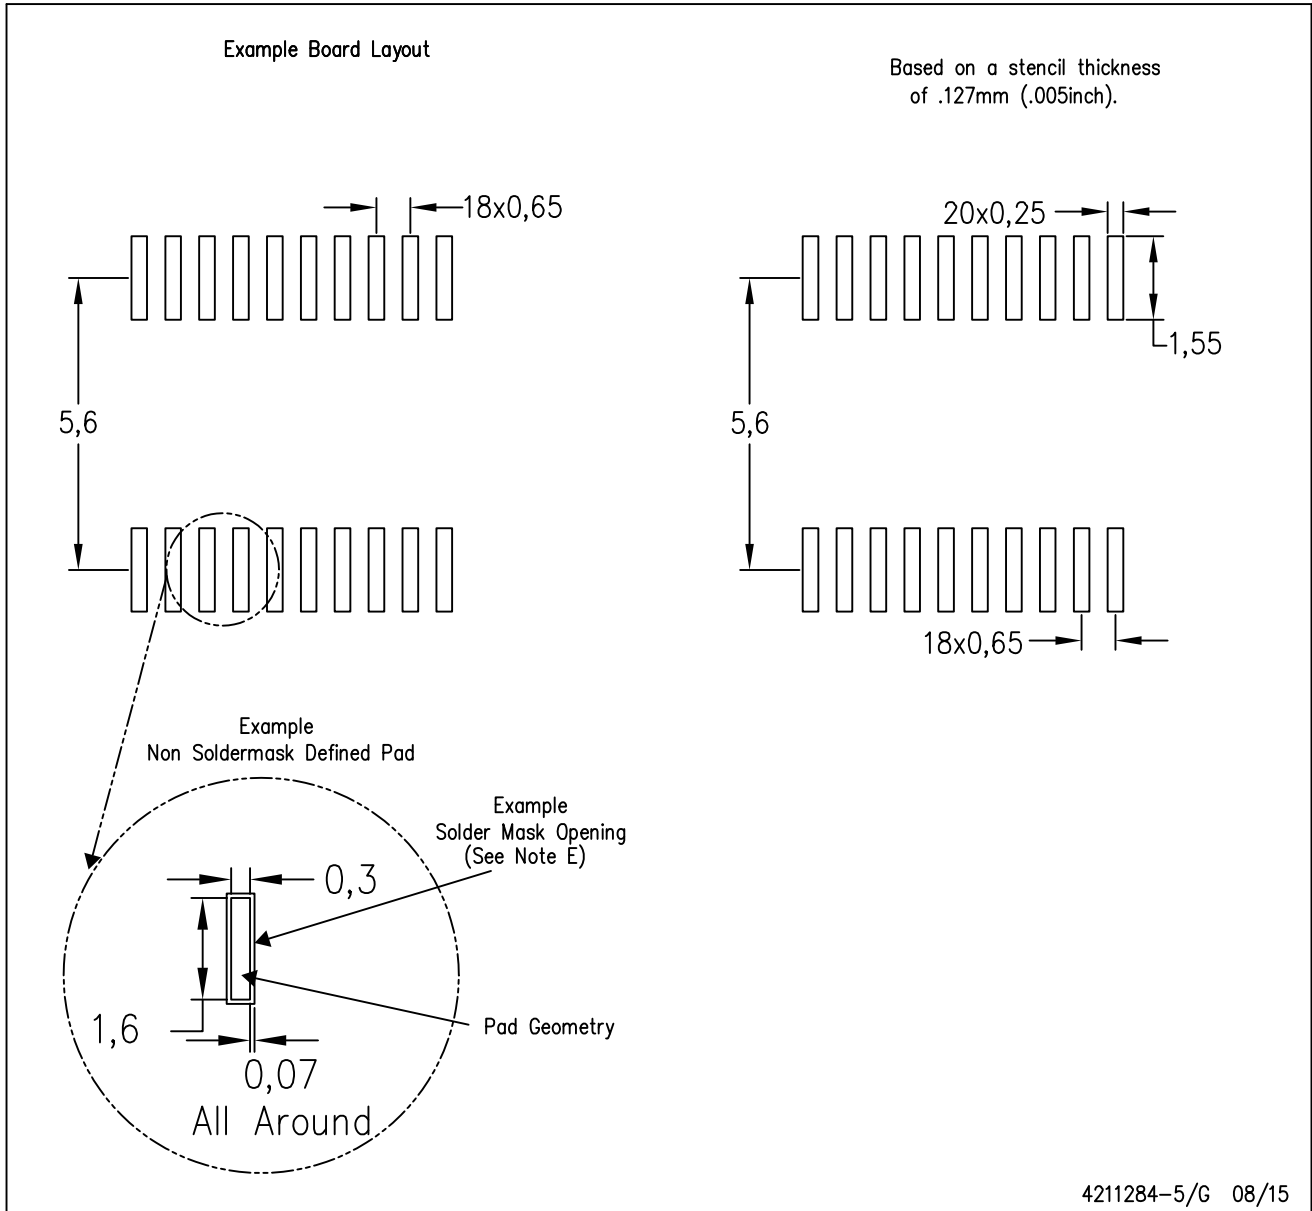 Example Board Layout
Based on a stencil thickness
of .127mm (.005inch).
18x0,65
20x0,25
1,55
5,6
5,6
18x0,65
Example
Non Soldermask Defined Pad
Example
Solder Mask Opening
(See Note E)
0,3
1,6
Pad Geometry
0,07
All Around
4211284-5/G 08/15